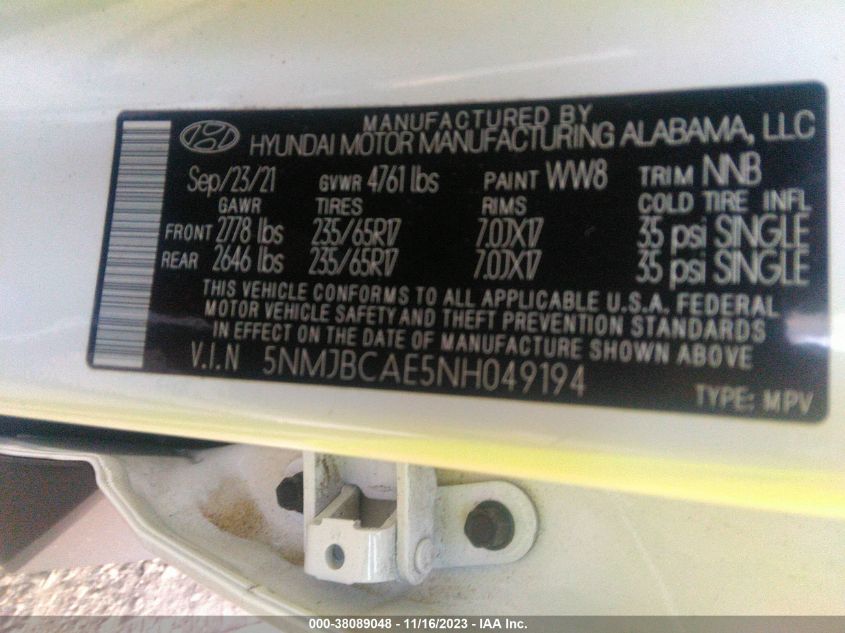 MANUFACTURED BY
HYUNDAI MOTOR MANUFACTURING ALABAMA, LLC
Sep/23/21 GVWR 4761 lbs PAINT WW8 TRIM NNB
GAWR TIRES RIMS COLD TIRE INFL
FRONT 2778 lbs 235/65R17 7.0JX17 35 psi SINGLE
REAR 2646 lbs 235/65R17 7.0JX17 35 psi SINGLE
THIS VEHICLE CONFORMS TO ALL APPLICABLE U.S.A. FEDERAL
MOTOR VEHICLE SAFETY AND THEFT PREVENTION STANDARDS
IN EFFECT ON THE DATE OF MANUFACTURE SHOWN ABOVE
V.I.N 5NMJBCAE5NH049194
TYPE: MPV
000-38089048 - 11/16/2023 - IAA Inc.